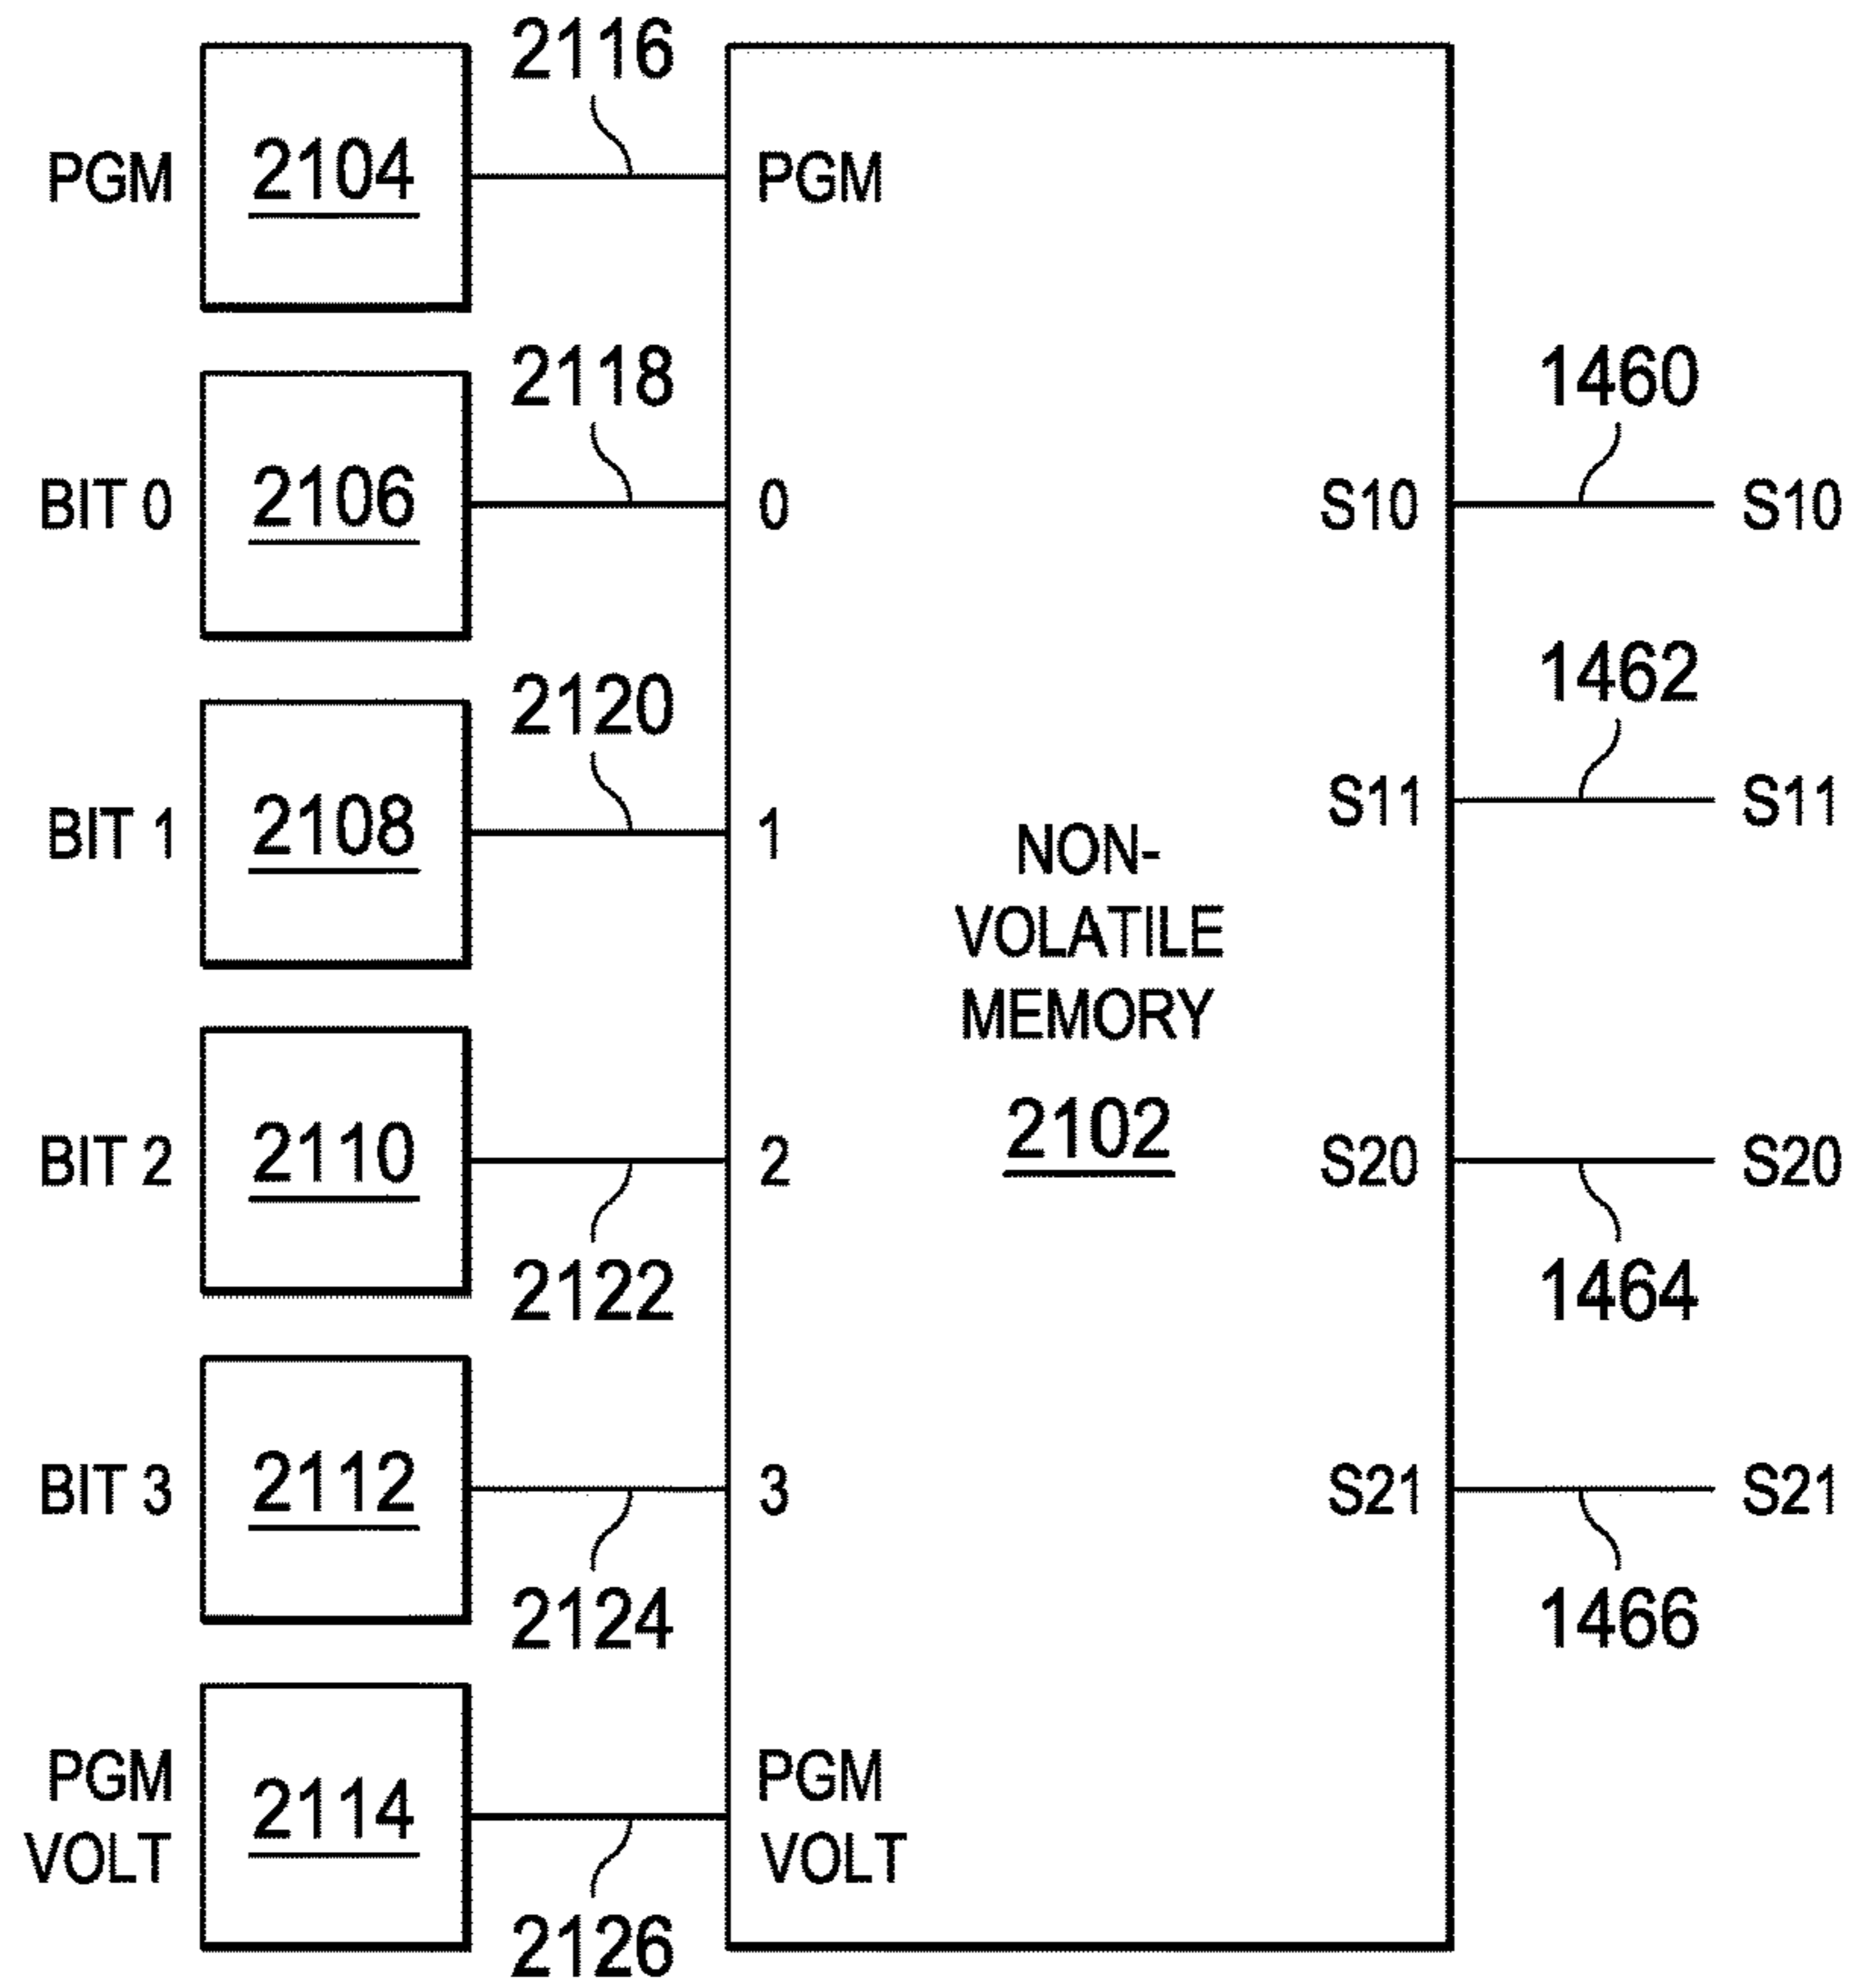 2116
PGM
2104
PGM
2118
1460
BIT 0
2106
0
S10
S10
2120
1462
BIT 1
2108
1
S11
S11
NON-
VOLATILE
MEMORY
2102
BIT 2
2110
2
S20
S20
2122
1464
BIT 3
2112
3
S21
S21
2124
1466
PGM
VOLT
2114
PGM
VOLT
2126